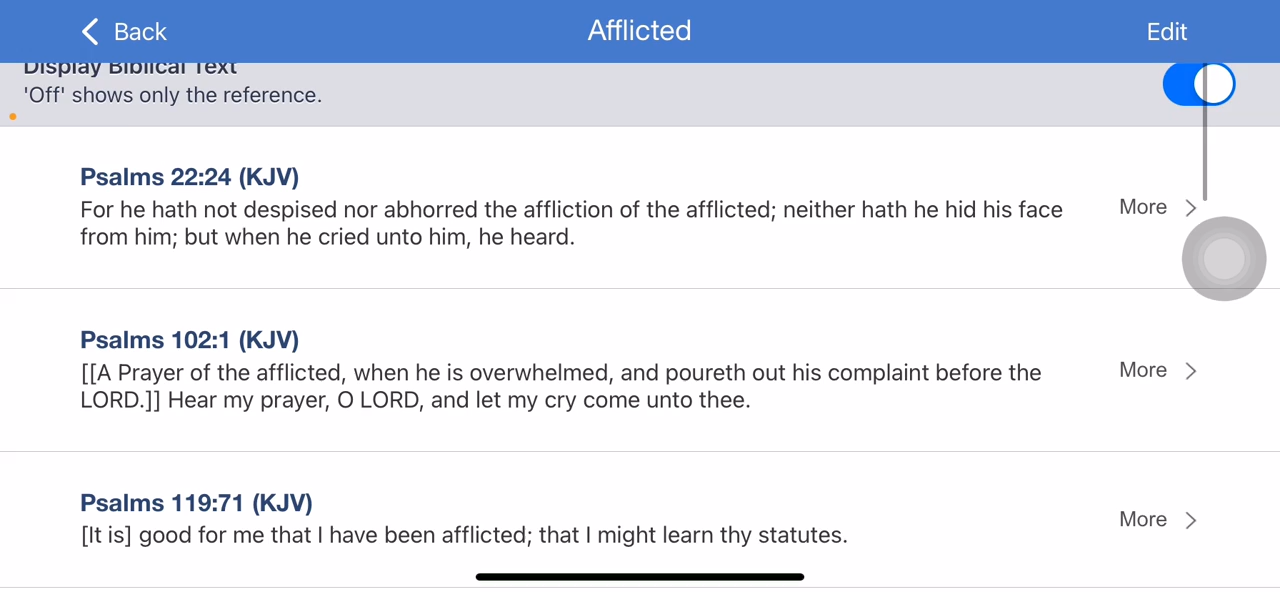 Back
Afflicted
Edit
Display Biblical Text
'Off' shows only the reference.
Psalms 22:24 (KJV)
For he hath not despised nor abhorred the affliction of the afflicted; neither hath he hid his face
from him; but when he cried unto him, he heard.
More
Psalms 102:1 (KJV)
[[A Prayer of the afflicted, when he is overwhelmed, and poureth out his complaint before the
LORD.]] Hear my prayer, O LORD, and let my cry come unto thee.
More
Psalms 119:71 (KJV)
[It is] good for me that I have been afflicted; that I might learn thy statutes.
More